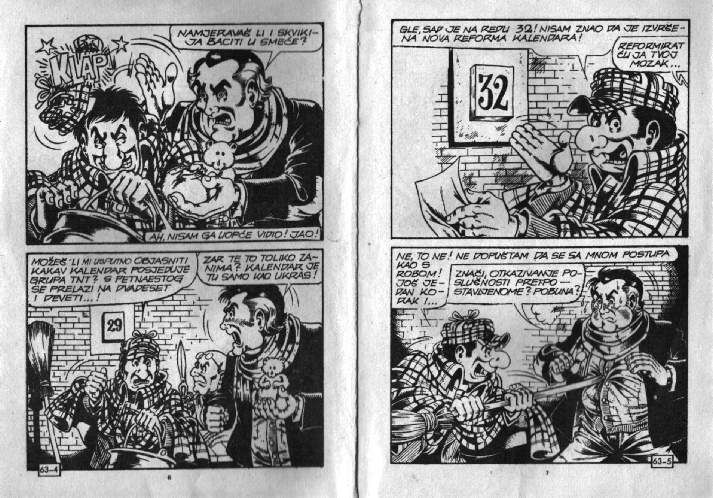 NAMJERAVAŠ LI I SKVIKI-
JA BACITI U SMEĆE?
KLAP
AH, NISAM GA UOPĆE VIDIO! JAO!
MOŽEŠ LI MI USPUTNO OBJASNITI
KAKAV KALENDAR POSJEDUJE
GRUPA TNT? S PETNAESTOG
SE PRELAZI NA DVADESET
I DEVETI...!
ZAR TE TO TOLIKO ZA-
NIMA? KALENDAR JE
TU SAMO KAO UKRAS!
29
63-4
6
GLE, SAD JE NA REDU 32! NISAM ZNAO DA JE IZVRŠE-
NA NOVA REFORMA KALENDARA!
REFORMIRAT
ĆU JA TVOJ
MOZAK...
32
NE, TO NE! NE DOPUŠTAM DA SE SA MNOM POSTUPA
KAO S
ROBOM!
JOŠ JE-
DAN KO-
RAK I...
ZNAČI, OTKAZIVANJE PO-
SLUŠNOSTI PRETPO-
STAVLJENOME? POBUNA?
63-5
7